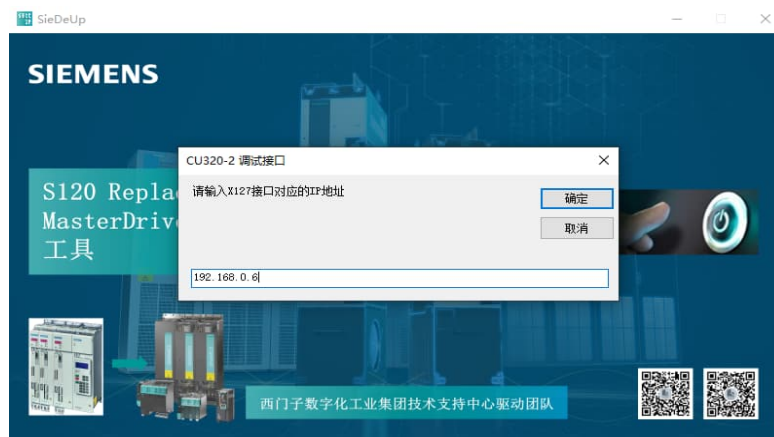 SieDeUp
SIEMENS
CU320-2 调试接口
请输入X127接口对应的IP地址
确定
取消
192.168.0.6
S120 Repla
MasterDriv
工具
西门子数字化工业集团技术支持中心驱动团队